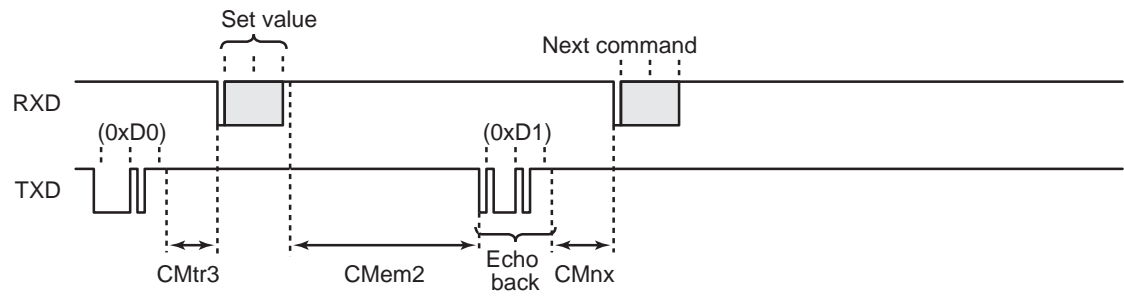 Set value
Next command
RXD
(0xD0)
(0xD1)
TXD
CMtr3
CMem2
Echo
back
CMnx